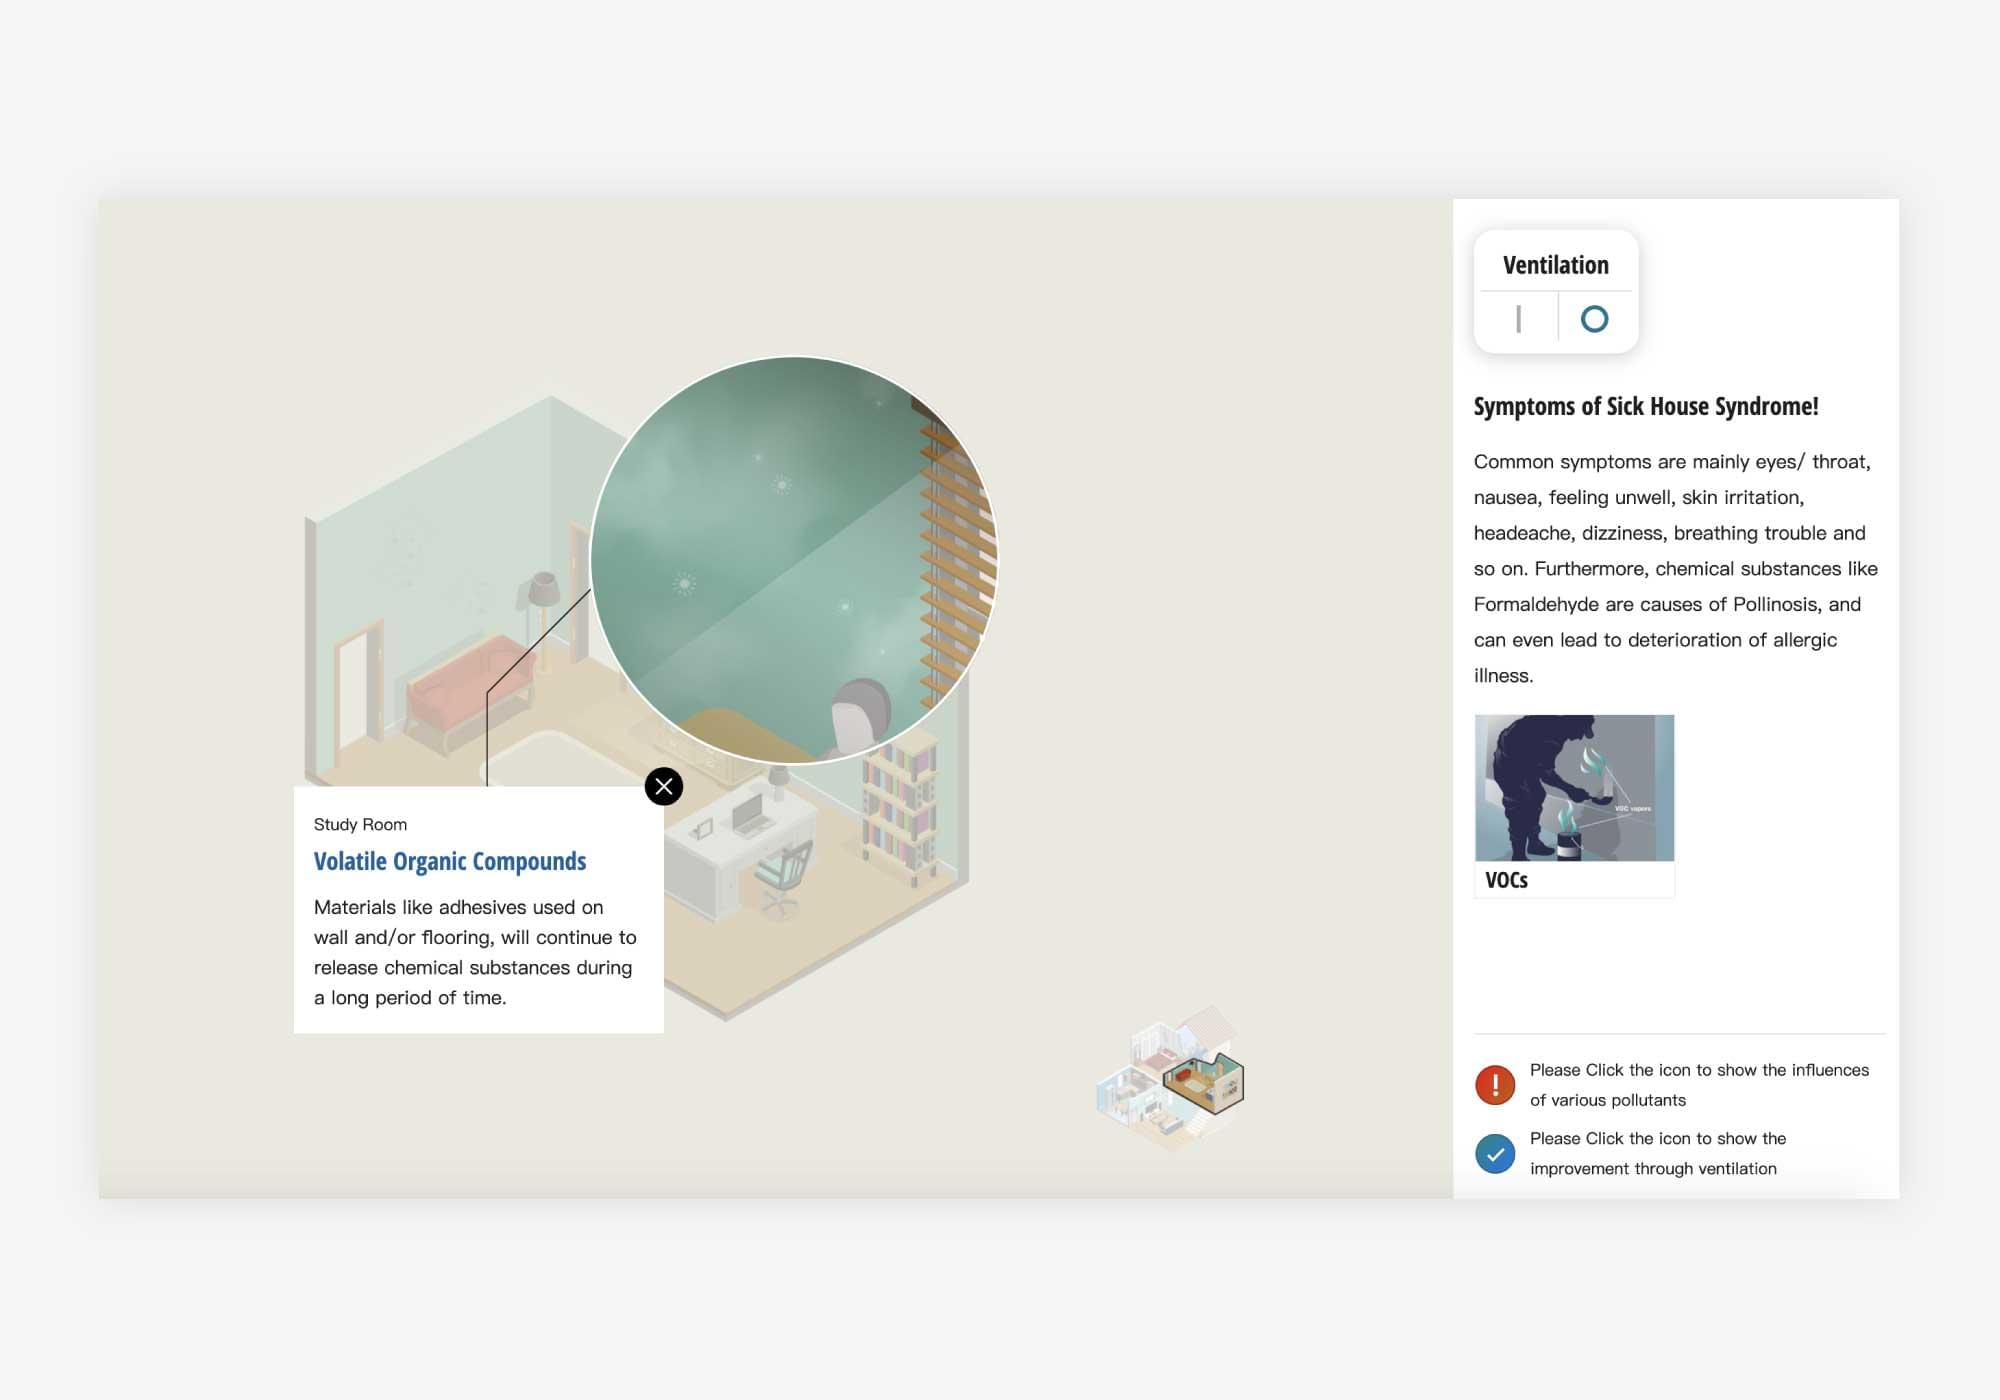 Ventilation
Symptoms of Sick House Syndrome!
Common symptoms are mainly eyes/ throat,
nausea, feeling unwell, skin irritation,
headeache, dizziness, breathing trouble and
so on. Furthermore, chemical substances like
Formaldehyde are causes of Pollinosis, and
can even lead to deterioration of allergic
illness.
VOC vapors
VOCs
Study Room
Volatile Organic Compounds
Materials like adhesives used on
wall and/or flooring, will continue to
release chemical substances during
a long period of time.
Please Click the icon to show the influences
of various pollutants
Please Click the icon to show the
improvement through ventilation